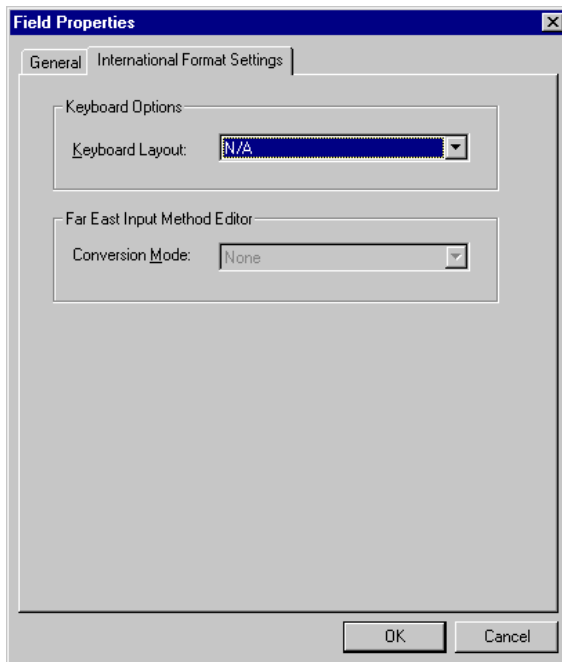 Field Properties
General
International Format Settings
Keyboard Options
Keyboard Layout: N/A
Far East Input Method Editor
Conversion Mode: None
OK Cancel